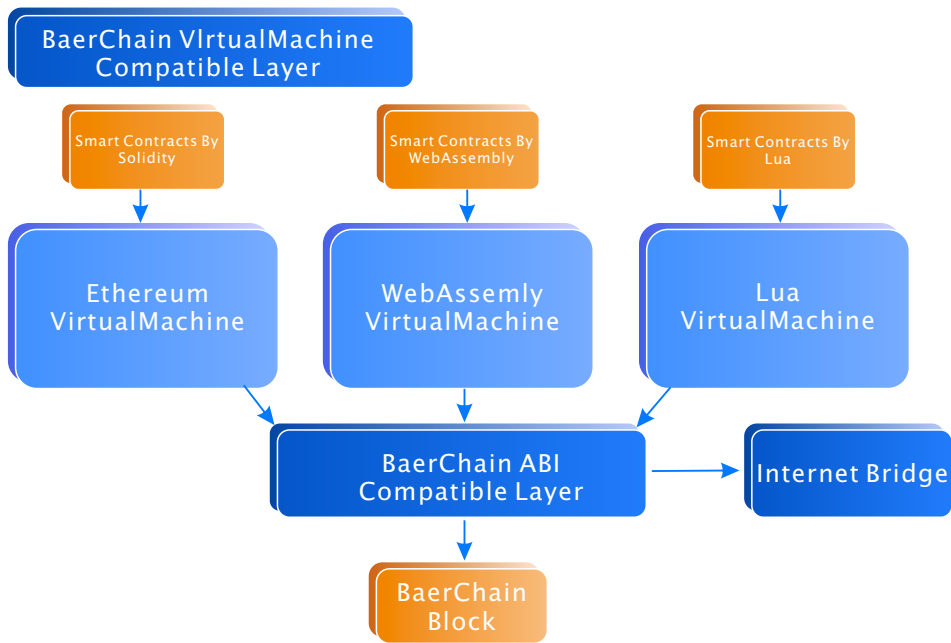 BaerChain VIrtualMachine
Compatible Layer
Smart Contracts By
Solidity
Smart Contracts By
WebAssembly
Smart Contracts By
Lua
Ethereum
VirtualMachine
WebAssemly
VirtualMachine
Lua
VirtualMachine
BaerChain ABI
Compatible Layer
Internet Bridge
BaerChain
Block